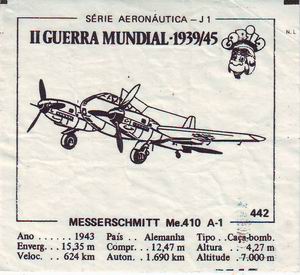 SÉRIE AERONÁUTICA – J 1
II GUERRA MUNDIAL - 1939/45
N. L
442
MESSERSCHMITT Me.410 A-1
Ano ...... 1943 País .. Alemanha Tipo . Caça-bomb.
Enverg... 15,35 m Compr. .. 12,47 m Altura .. 4,27 m
Veloc. .. 624 km Auton. . 1.690 km Altitude . 7.000 m